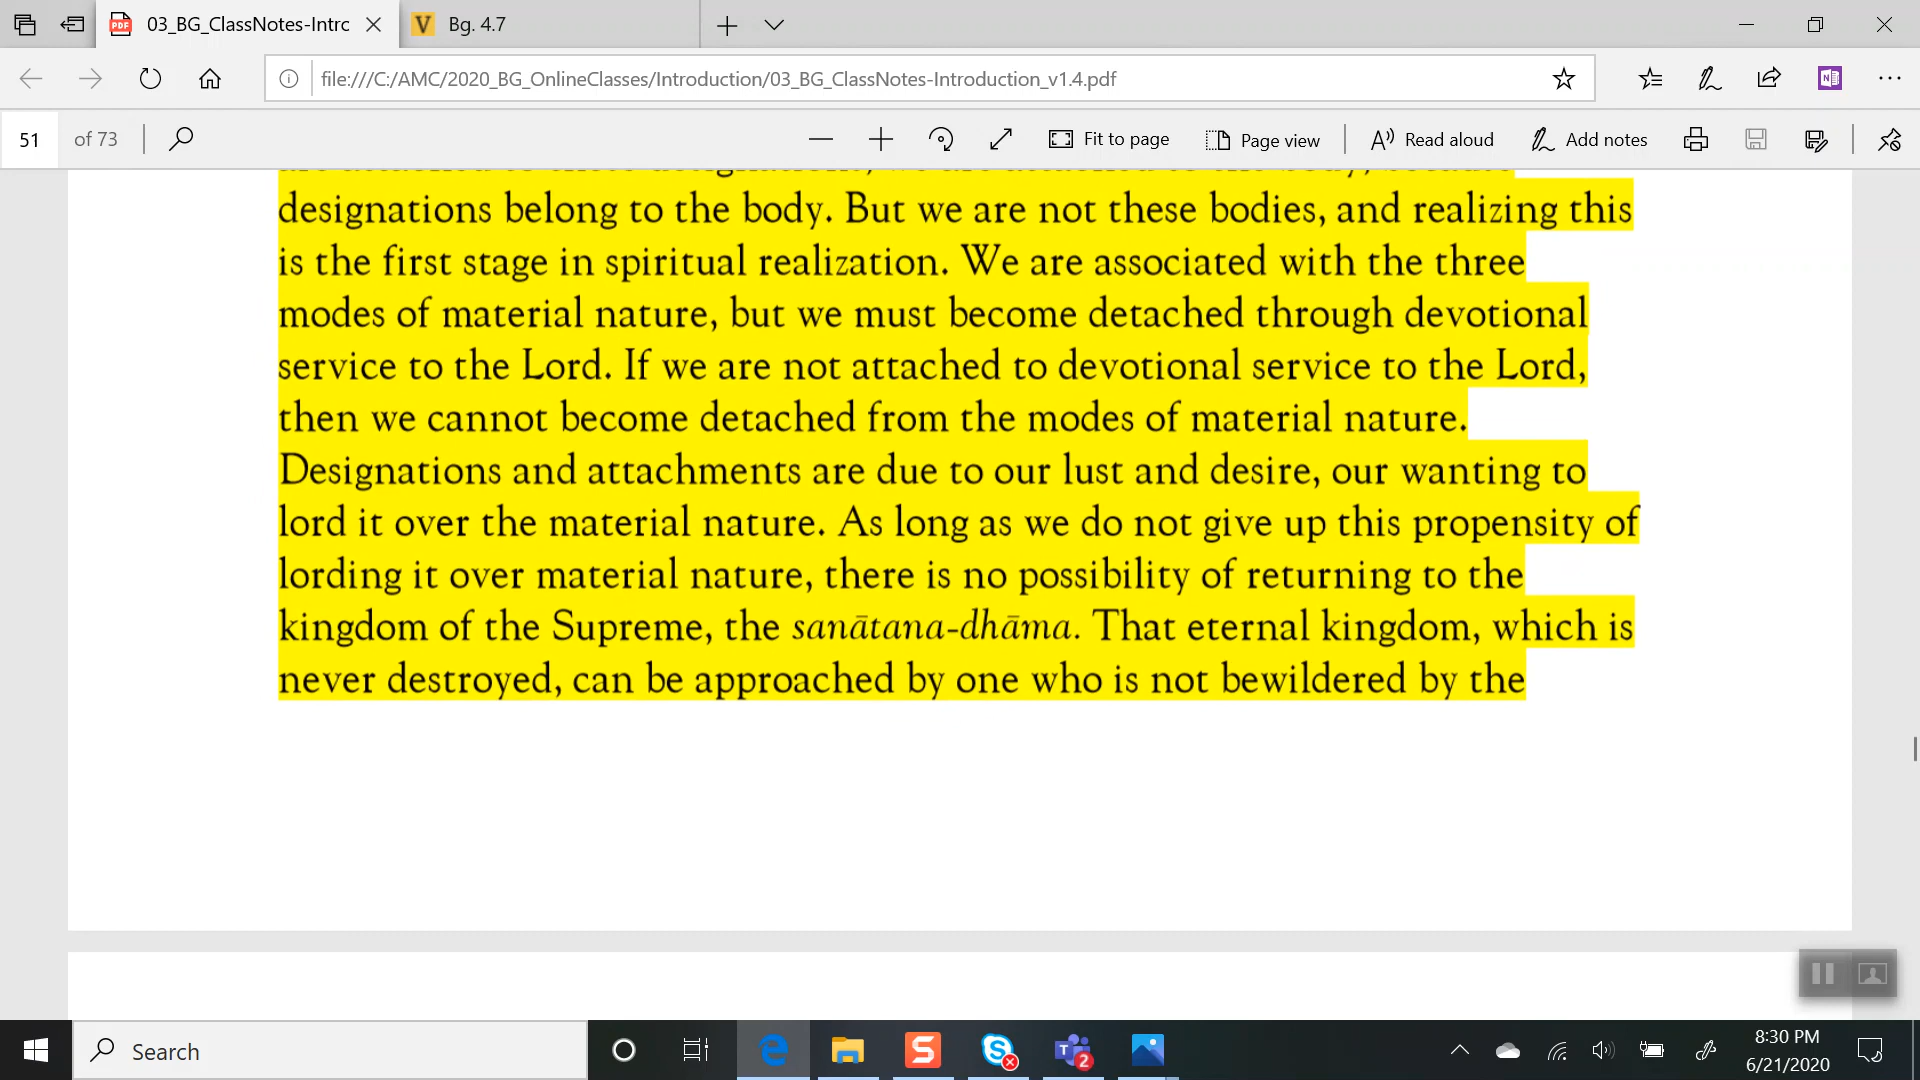 03_BG_ClassNotes-Intrc
Bg. 4.7
file:///C:/AMC/2020_BG_OnlineClasses/Introduction/03_BG_ClassNotes-Introduction_v1.4.pdf
51 of 73 Fit to page Page view Read aloud Add notes
designations belong to the body. But we are not these bodies, and realizing this
is the first stage in spiritual realization. We are associated with the three
modes of material nature, but we must become detached through devotional
service to the Lord. If we are not attached to devotional service to the Lord,
then we cannot become detached from the modes of material nature.
Designations and attachments are due to our lust and desire, our wanting to
lord it over the material nature. As long as we do not give up this propensity of
lording it over material nature, there is no possibility of returning to the
kingdom of the Supreme, the sanātana-dhāma. That eternal kingdom, which is
never destroyed, can be approached by one who is not bewildered by the
Search
2
8:30 PM
6/21/2020